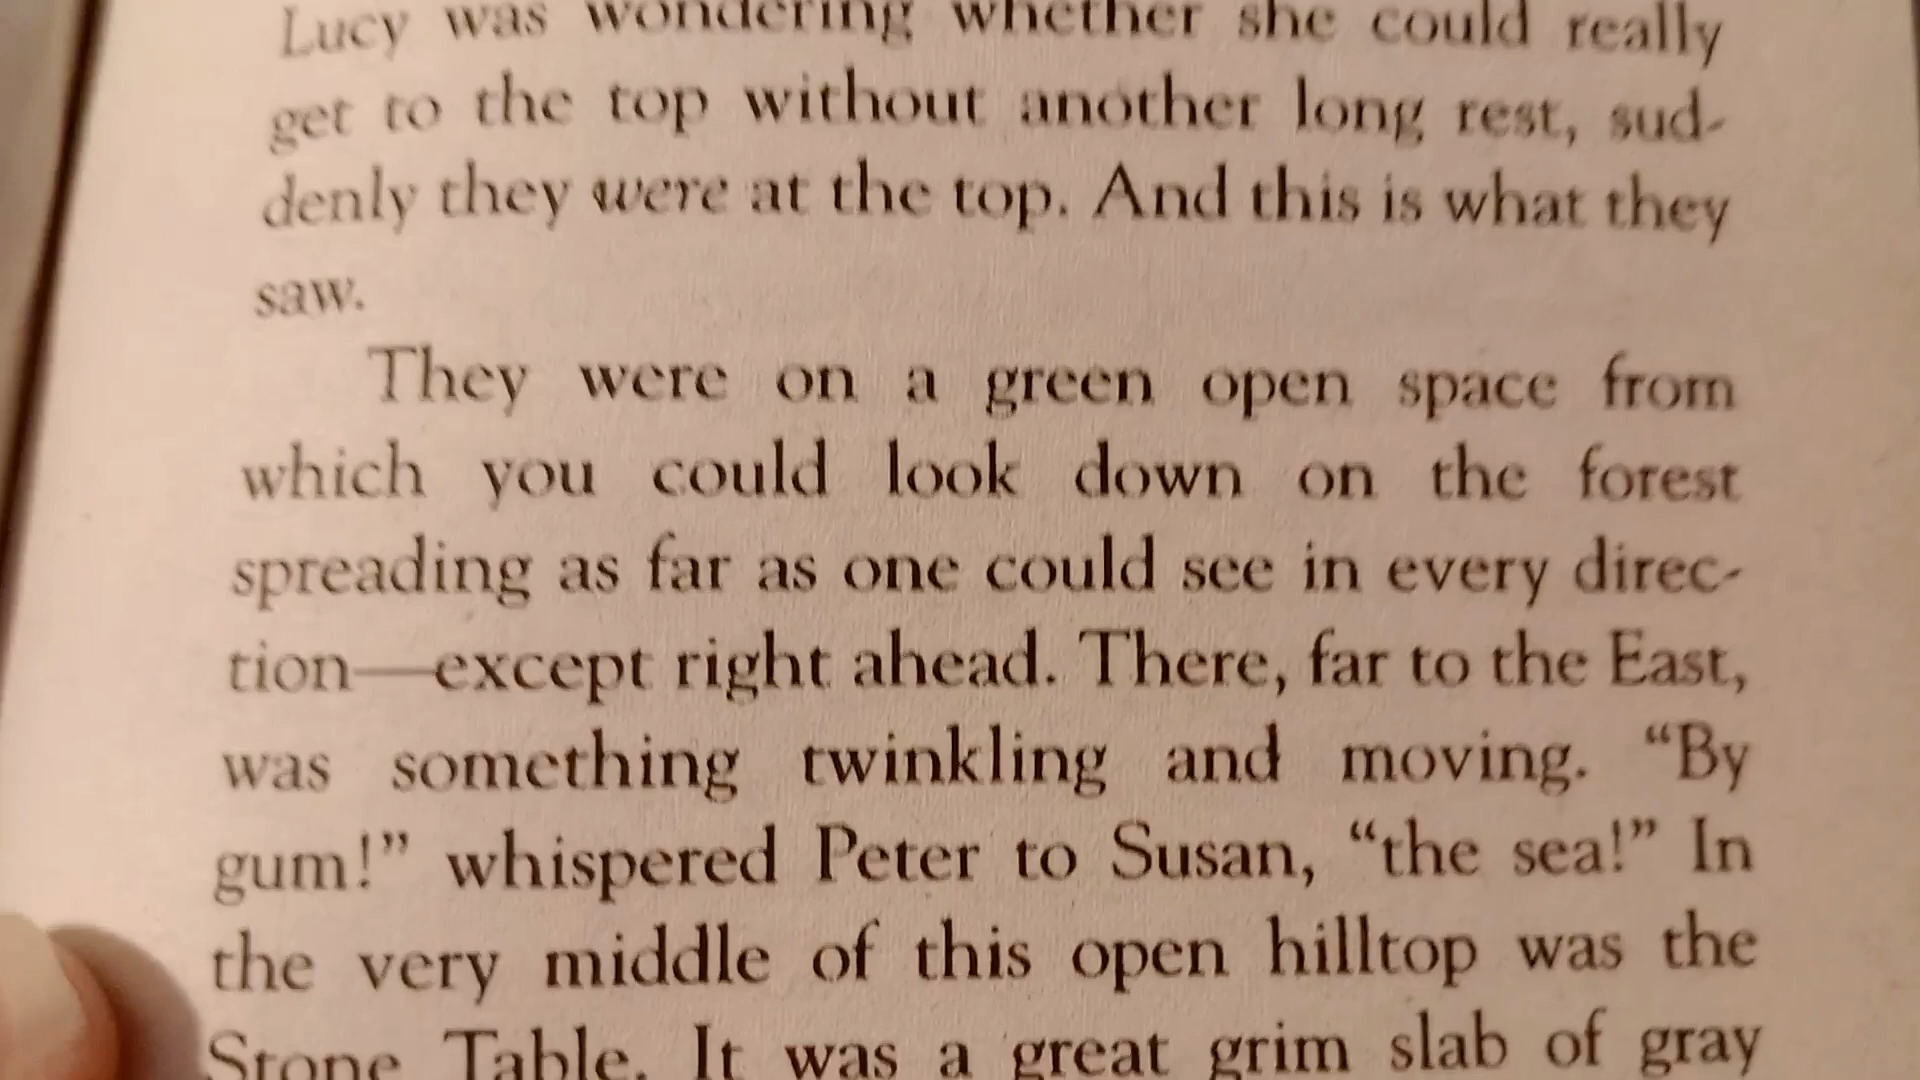 Lucy was wondering whether she could really
get to the top without another long rest, sud-
denly they were at the top. And this is what they
saw.
They were on a green open space from
which you could look down on the forest
spreading as far as one could see in every direc-
tion—except right ahead. There, far to the East,
was something twinkling and moving. “By
gum!” whispered Peter to Susan, “the sea!” In
the very middle of this open hilltop was the
Stone Table. It was a great grim slab of gray